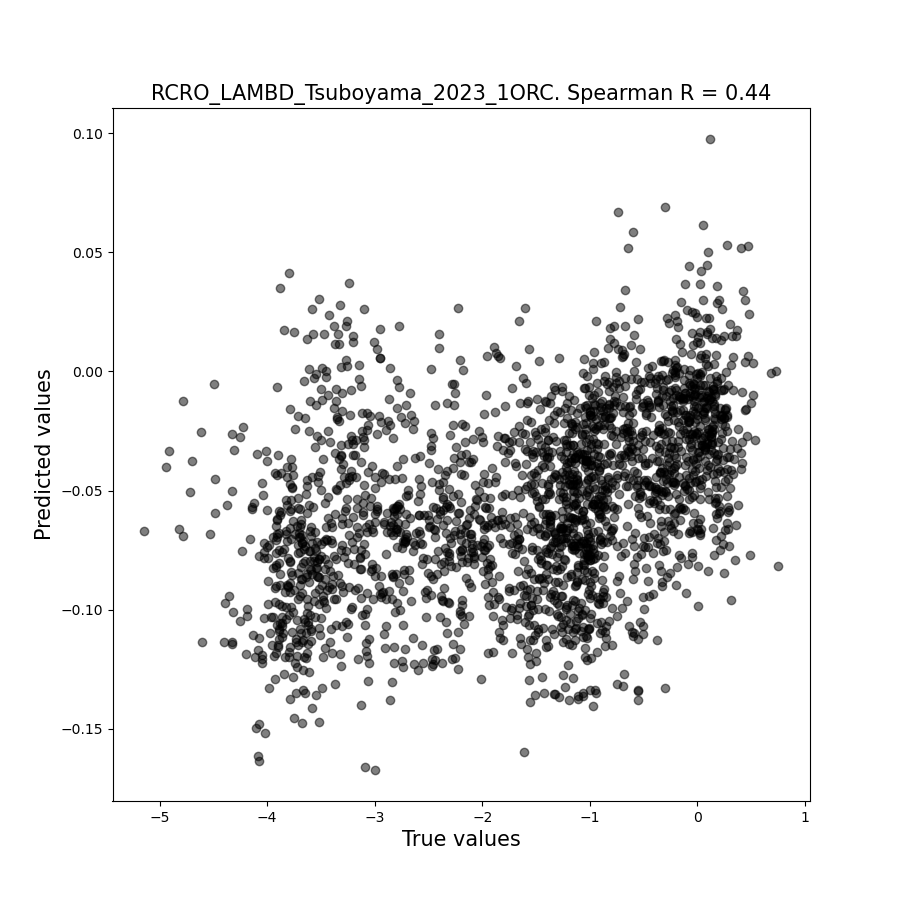 RCRO_LAMBD_Tsuboyama_2023_1ORC. Spearman R = 0.44
0.10
0.05
0.00
−0.05
−0.10
−0.15
Predicted values
−5 −4 −3 −2 −1 0 1
True values